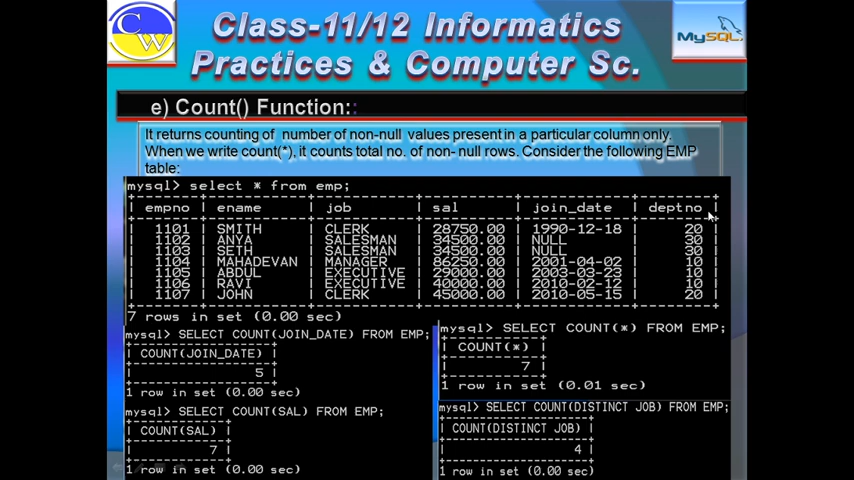 CW
Class-11/12 Informatics
Practices & Computer Sc.
MySQL
e) Count() Function::
It returns counting of number of non-null values present in a particular column only.
When we write count(*), it counts total no. of non- null rows. Consider the following EMP
table:
mysql> select * from emp;
| empno | ename | job | sal | join_date | deptno |
| 1101 | SMITH | CLERK | 28750.00 | 1990-12-18 | 20 |
| 1102 | ANYA | SALESMAN | 34500.00 | NULL | 30 |
| 1103 | SETH | SALESMAN | 34500.00 | NULL | 30 |
| 1104 | MAHADEVAN | MANAGER | 86250.00 | 2001-04-02 | 10 |
| 1105 | ABDUL | EXECUTIVE | 29000.00 | 2003-03-23 | 10 |
| 1106 | RAVI | EXECUTIVE | 40000.00 | 2010-02-12 | 10 |
| 1107 | JOHN | CLERK | 45000.00 | 2010-05-15 | 20 |
7 rows in set (0.00 sec)
mysql> SELECT COUNT(JOIN_DATE) FROM EMP;
| COUNT(JOIN_DATE) |
| 5 |
1 row in set (0.00 sec)
mysql> SELECT COUNT(SAL) FROM EMP;
| COUNT(SAL) |
| 7 |
1 row in set (0.00 sec)
mysql> SELECT COUNT(*) FROM EMP;
| COUNT(*) |
| 7 |
1 row in set (0.01 sec)
mysql> SELECT COUNT(DISTINCT JOB) FROM EMP;
| COUNT(DISTINCT JOB) |
| 4 |
1 row in set (0.00 sec)